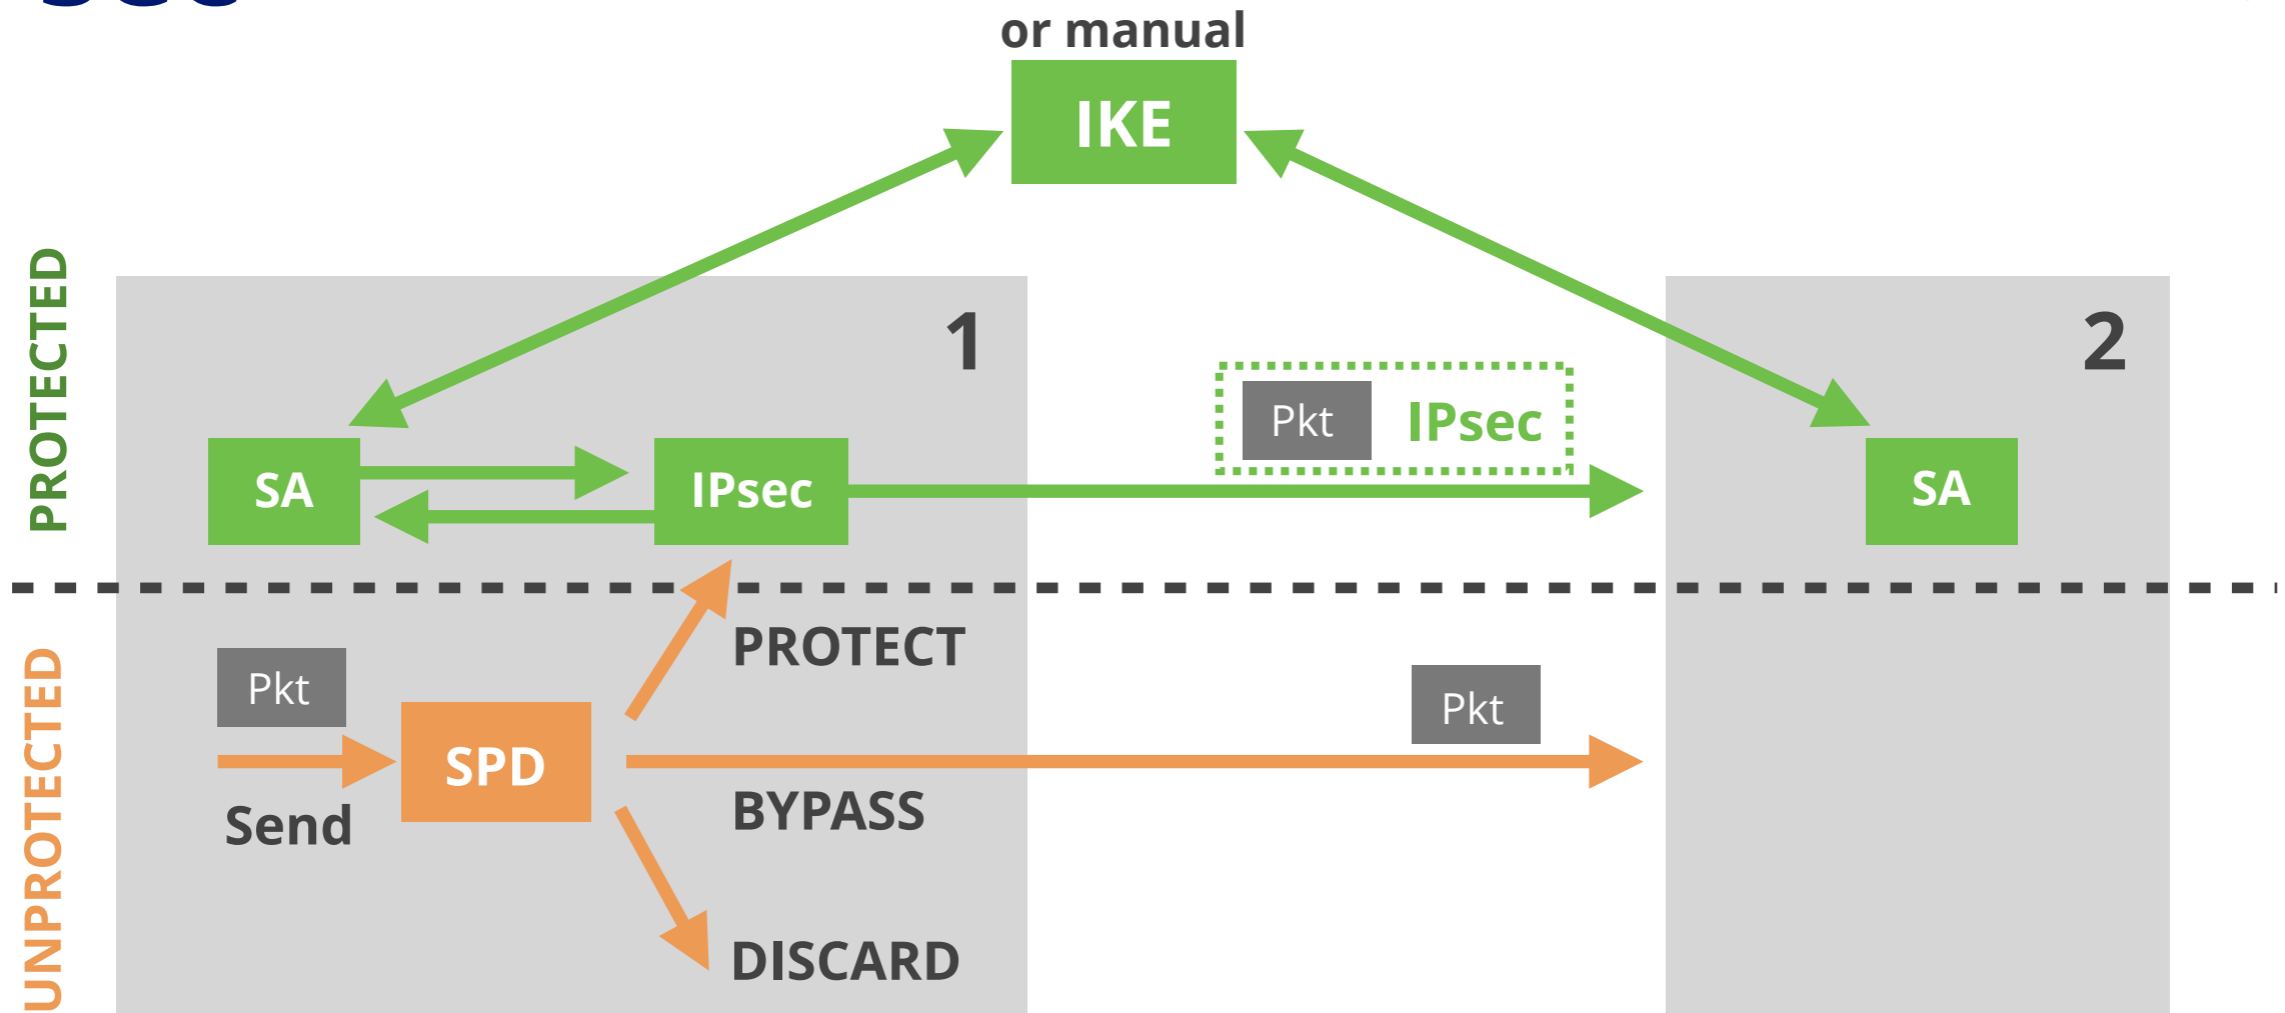 or manual
IKE
PROTECTED
1
2
Pkt IPsec
SA
IPsec
SA
PROTECT
UNPROTECTED
Pkt
Pkt
SPD
Send
BYPASS
DISCARD